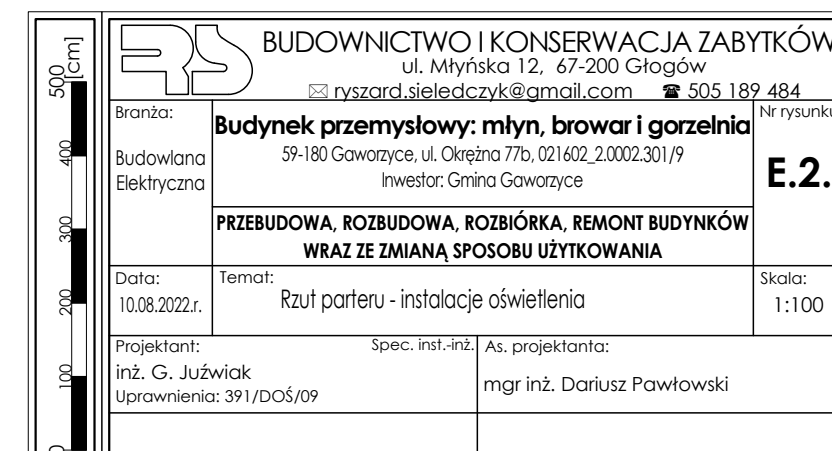 500
[cm]
400
300
200
100
RS
BUDOWNICTWO I KONSERWACJA ZABYTKÓW
ul. Młyńska 12, 67-200 Głogów
✉ ryszard.sieledczyk@gmail.com ☎ 505 189 484
Branża:
Budowlana
Elektryczna
Budynek przemysłowy: młyn, browar i gorzelnia
59-180 Gaworzyce, ul. Okrężna 77b, 021602_2.0002.301/9
Inwestor: Gmina Gaworzyce
Nr rysunku
E.2.
PRZEBUDOWA, ROZBUDOWA, ROZBIÓRKA, REMONT BUDYNKÓW
WRAZ ZE ZMIANĄ SPOSOBU UŻYTKOWANIA
Data:
10.08.2022.r.
Temat:
Rzut parteru - instalacje oświetlenia
Skala:
1:100
Projektant:
Spec. inst.-inż.
inż. G. Juźwiak
Uprawnienia: 391/DOŚ/09
As. projektanta:
mgr inż. Dariusz Pawłowski